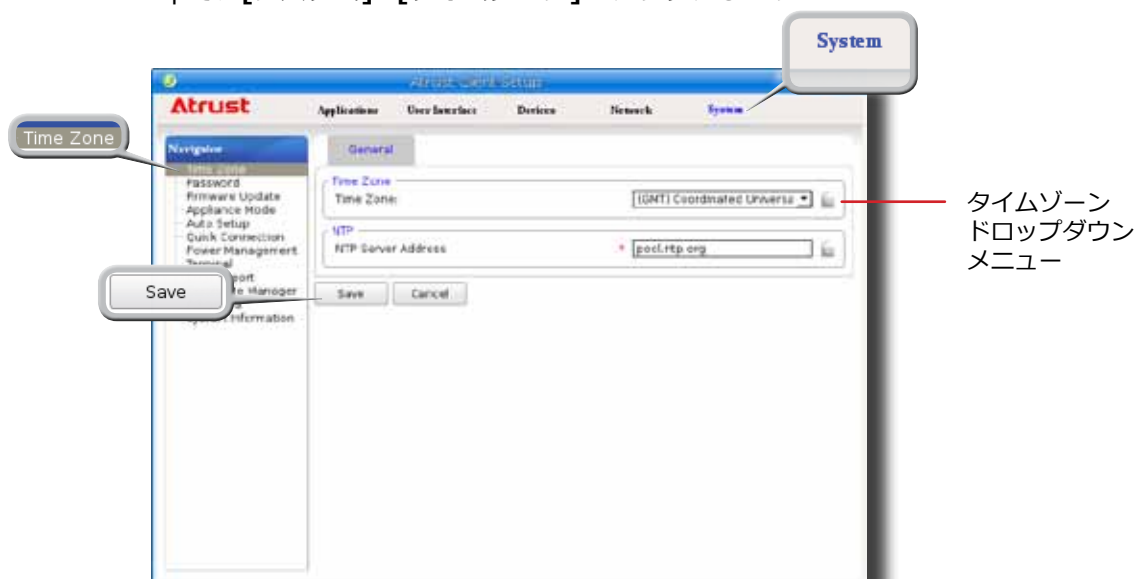 System
Atrust Client Setup
Atrust
Applications
User Interface
Devices
Network
System
Time Zone
Navigator
General
Time Zone
Password
Firmware Update
Appliance Mode
Auto Setup
Quick Connection
Power Management
Terminal
Time Zone
Time Zone:
(GMT) Coordinated Universa
NTP
NTP Server Address
* pool.ntp.org
タイムゾーン
ドロップダウン
メニュー
Save
Save
Cancel